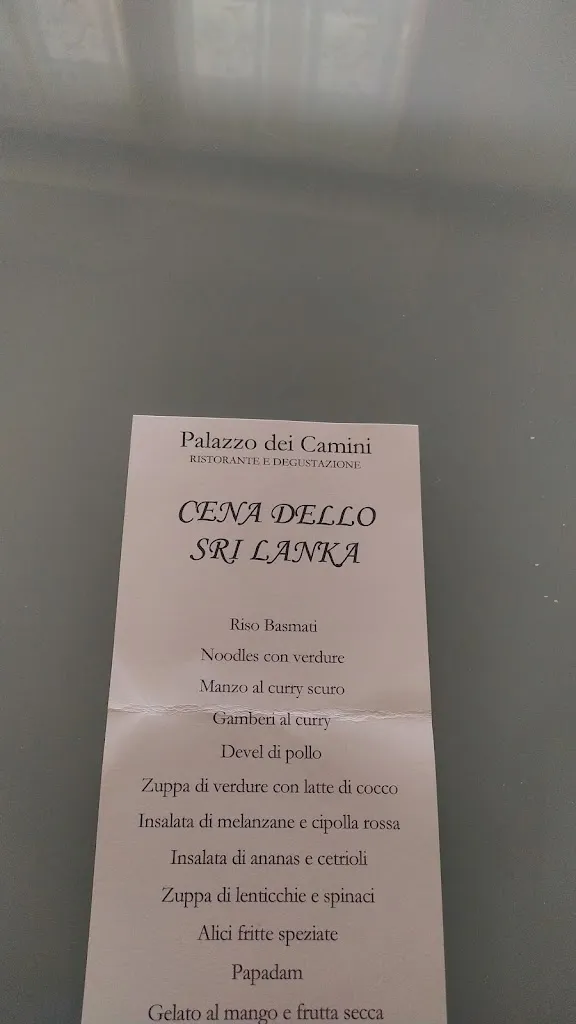 Palazzo dei Camini
RISTORANTE E DEGUSTAZIONE
CENA DELLO
SRI LANKA
Riso Basmati
Noodles con verdure
Manzo al curry scuro
Gamberi al curry
Devel di pollo
Zuppa di verdure con latte di cocco
Insalata di melanzane e cipolla rossa
Insalata di ananas e cetrioli
Zuppa di lenticchie e spinaci
Alici fritte speziate
Papadam
Gelato al mango e frutta secca